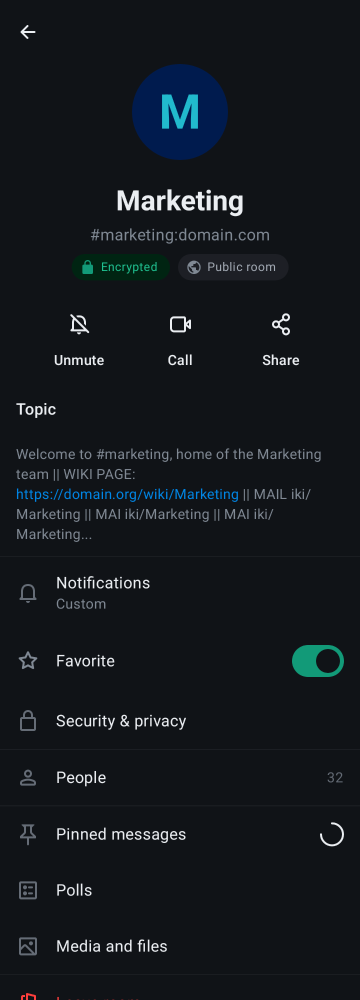 M
Marketing
#marketing:domain.com
Encrypted
Public room
Unmute
Call
Share
Topic
Welcome to #marketing, home of the Marketing
team || WIKI PAGE:
https://domain.org/wiki/Marketing || MAIL iki/
Marketing || MAI iki/Marketing || MAI iki/
Marketing...
Notifications
Custom
Favorite
Security & privacy
People 32
Pinned messages
Polls
Media and files